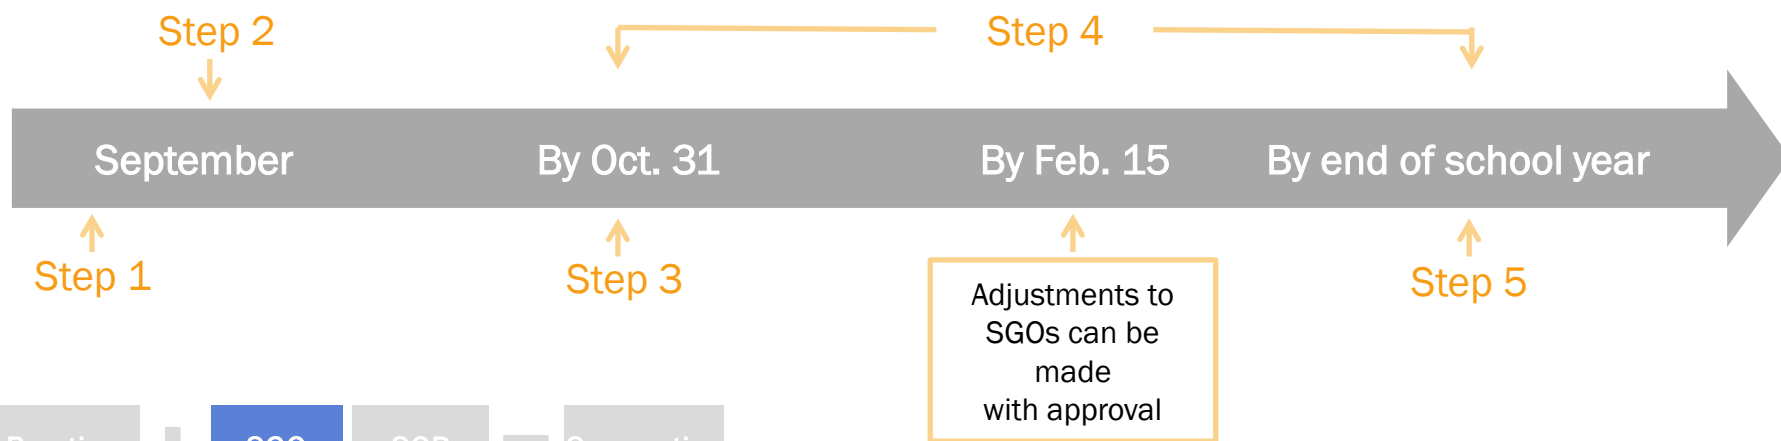 Step 2
Step 4
September
By Oct. 31
By Feb. 15
By end of school year
Step 1
Step 3
Adjustments to
SGOs can be
made
with approval
Step 5